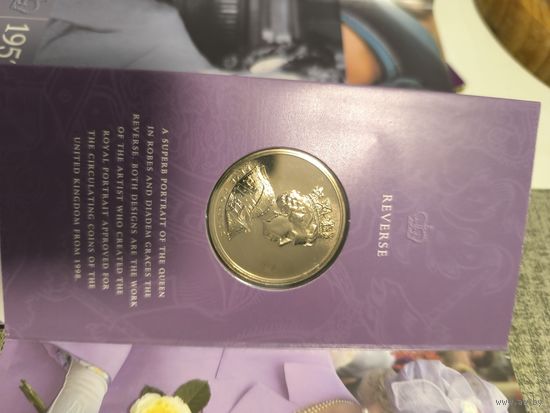 195
REVERSE
A SUPERB PORTRAIT OF THE QUEEN
IN ROBES AND DIADEM GRACES THE
REVERSE. BOTH DESIGNS ARE THE WORK
OF THE ARTIST WHO CREATED THE
ROYAL PORTRAIT APPROVED FOR
THE CIRCULATING COINS OF THE
UNITED KINGDOM FROM 1998.